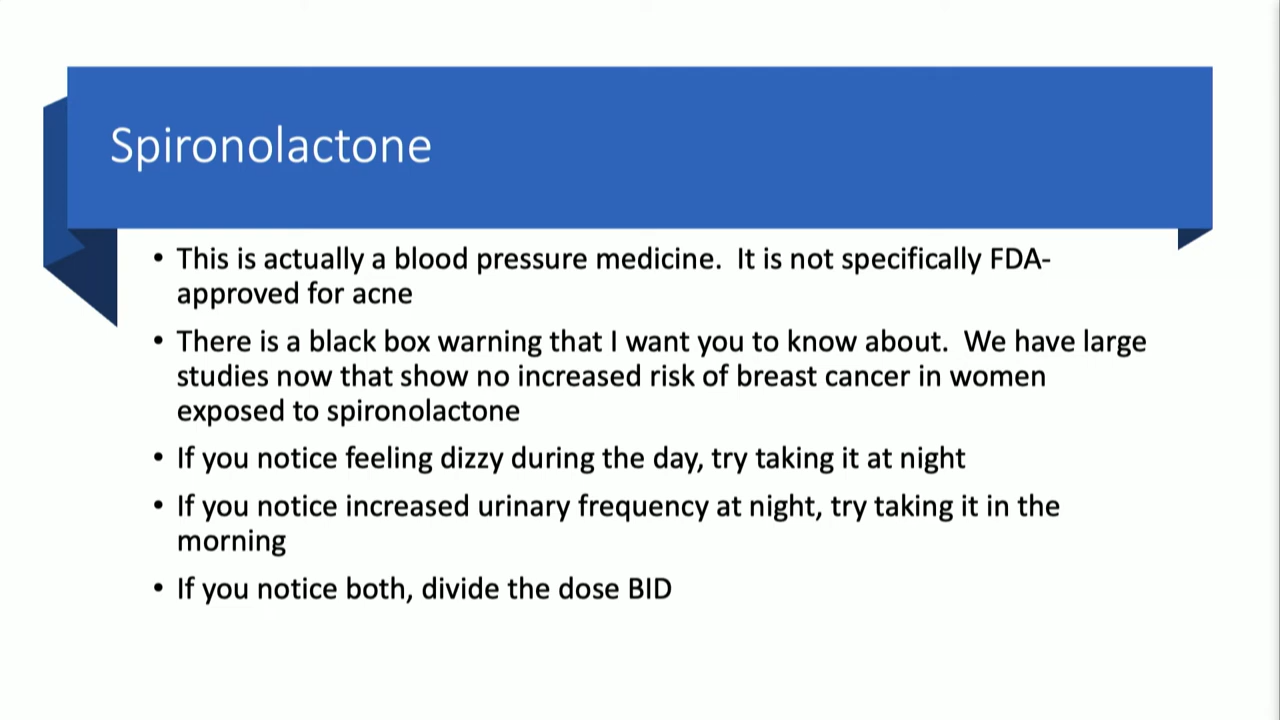 Spironolactone
• This is actually a blood pressure medicine.  It is not specifically FDA-
approved for acne
• There is a black box warning that I want you to know about.  We have large
studies now that show no increased risk of breast cancer in women
exposed to spironolactone
• If you notice feeling dizzy during the day, try taking it at night
• If you notice increased urinary frequency at night, try taking it in the
morning
• If you notice both, divide the dose BID